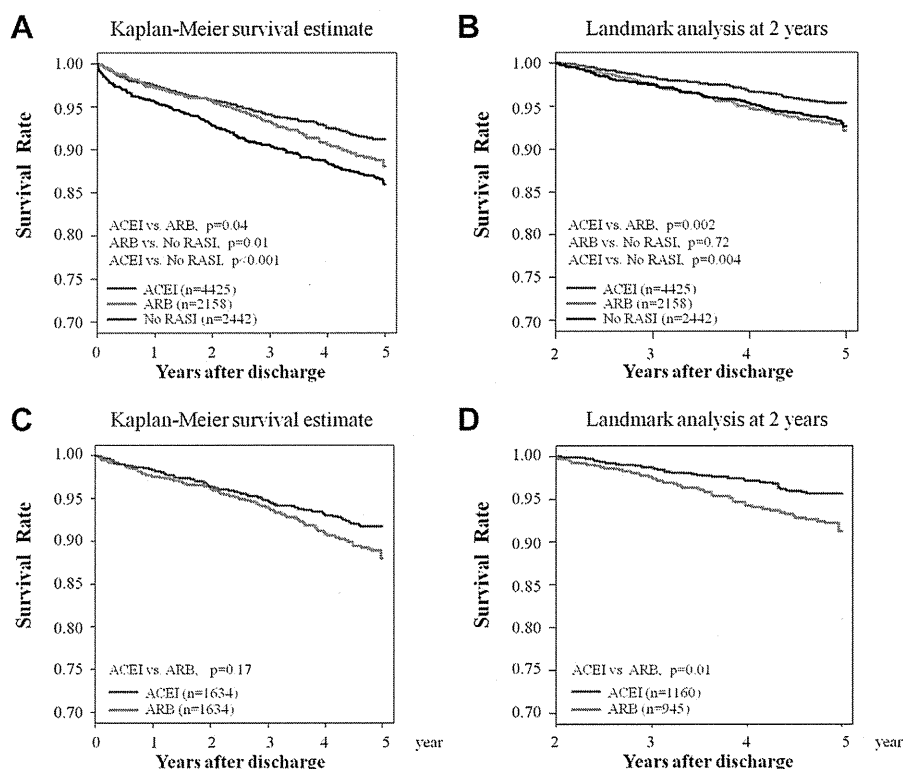 A
Kaplan-Meier survival estimate
Survival Rate
1.00
0.95
0.90
0.85
0.80
0.75
0.70
ACEI vs. ARB, p=0.04
ARB vs. No RASI, p=0.01
ACEI vs. No RASI, p<0.001
ACEI (n=4425)
ARB (n=2158)
No RASI (n=2442)
0 1 2 3 4 5
Years after discharge
B
Landmark analysis at 2 years
Survival Rate
1.00
0.95
0.90
0.85
0.80
0.75
0.70
ACEI vs. ARB, p=0.002
ARB vs. No RASI, p=0.72
ACEI vs. No RASI, p=0.004
ACEI (n=4425)
ARB (n=2158)
No RASI (n=2442)
2 3 4 5
Years after discharge
C
Kaplan-Meier survival estimate
Survival Rate
1.00
0.95
0.90
0.85
0.80
0.75
0.70
ACEI vs. ARB, p=0.17
ACEI (n=1634)
ARB (n=1634)
0 1 2 3 4 5 year
Years after discharge
D
Landmark analysis at 2 years
Survival Rate
1.00
0.95
0.90
0.85
0.80
0.75
0.70
ACEI vs. ARB, p=0.01
ACEI (n=1160)
ARB (n=945)
2 3 4 5 year
Years after discharge